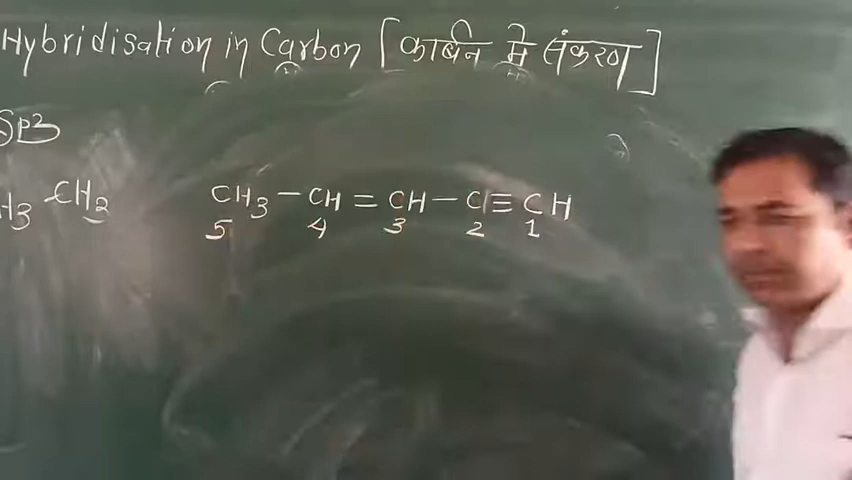 Hybridisation in Carbon [कार्बन में संकरण]
SP3
H3 - CH2 CH3 - CH = CH - C ≡ CH
5 4 3 2 1